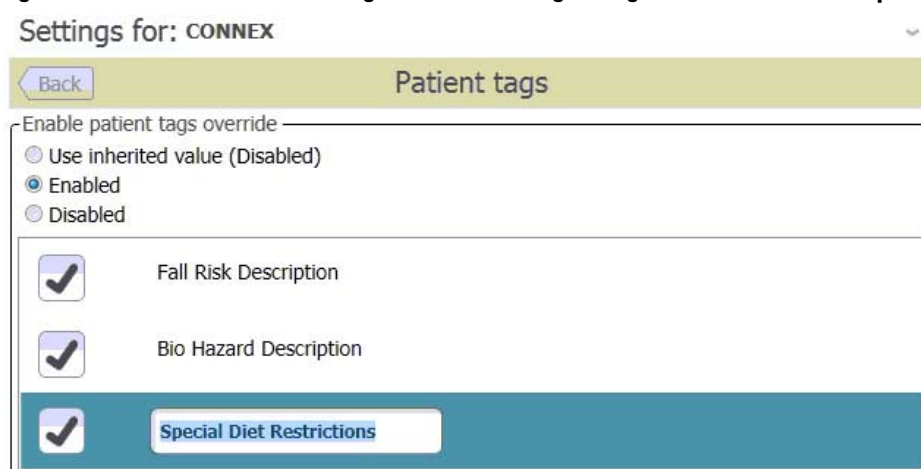 Settings for: CONNEX
Back
Patient tags
Enable patient tags override
Use inherited value (Disabled)
Enabled
Disabled
Fall Risk Description
Bio Hazard Description
Special Diet Restrictions